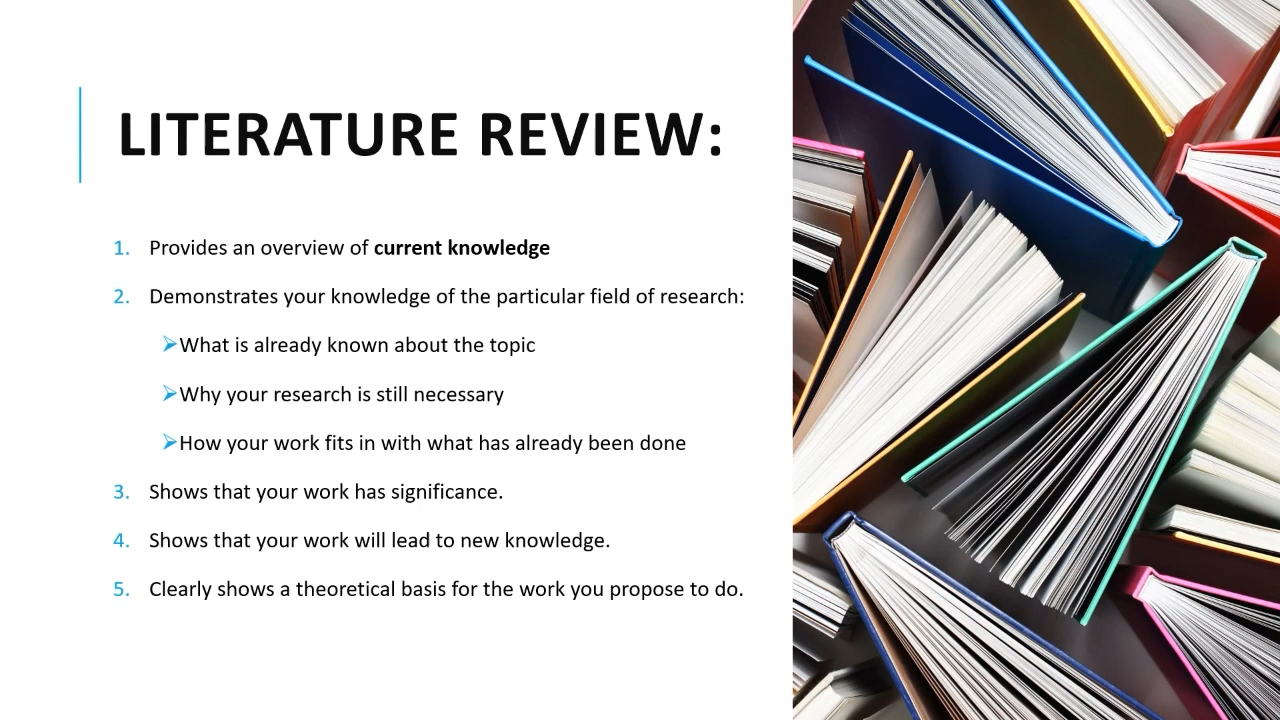 LITERATURE REVIEW:
1. Provides an overview of current knowledge
2. Demonstrates your knowledge of the particular field of research:
➢What is already known about the topic
➢Why your research is still necessary
➢How your work fits in with what has already been done
3. Shows that your work has significance.
4. Shows that your work will lead to new knowledge.
5. Clearly shows a theoretical basis for the work you propose to do.